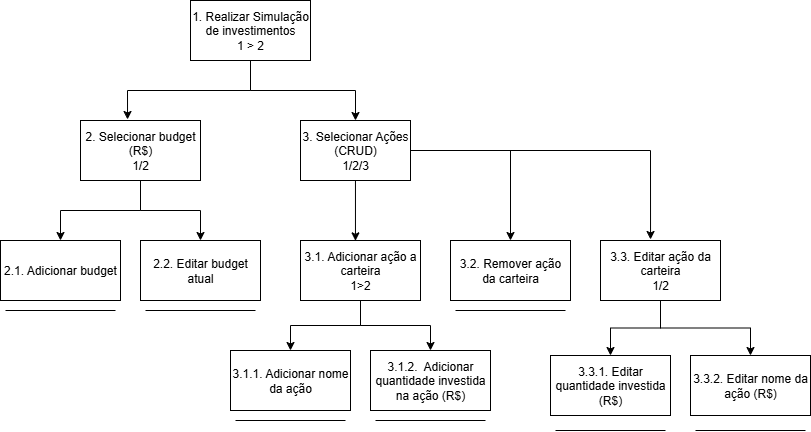 1. Realizar Simulação
de investimentos
1 > 2
2. Selecionar budget
(R$)
1/2
3. Selecionar Ações
(CRUD)
1/2/3
2.1. Adicionar budget
2.2. Editar budget
atual
3.1. Adicionar ação a
carteira
1>2
3.2. Remover ação
da carteira
3.3. Editar ação da
carteira
1/2
3.1.1. Adicionar nome
da ação
3.1.2. Adicionar
quantidade investida
na ação (R$)
3.3.1. Editar
quantidade investida
(R$)
3.3.2. Editar nome da
ação (R$)